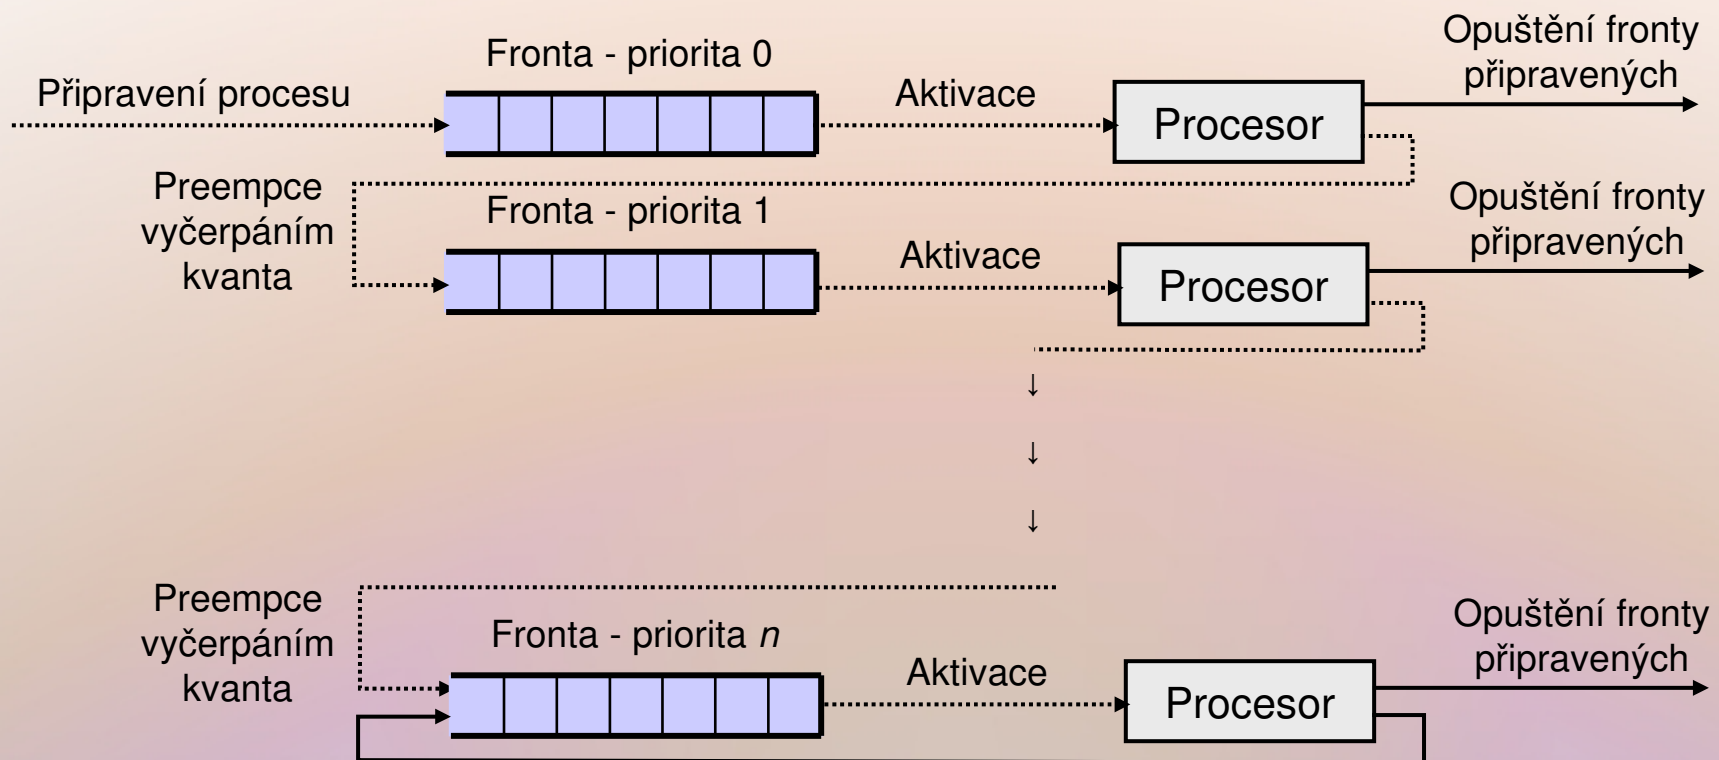 Opuštění fronty
připravených
Fronta - priorita 0
Připravení procesu
Aktivace
Procesor
Preempce
vyčerpáním
kvanta
Fronta - priorita 1
Opuštění fronty
připravených
Aktivace
Procesor
↓
↓
↓
Preempce
vyčerpáním
kvanta
Fronta - priorita n
Aktivace
Procesor
Opuštění fronty
připravených